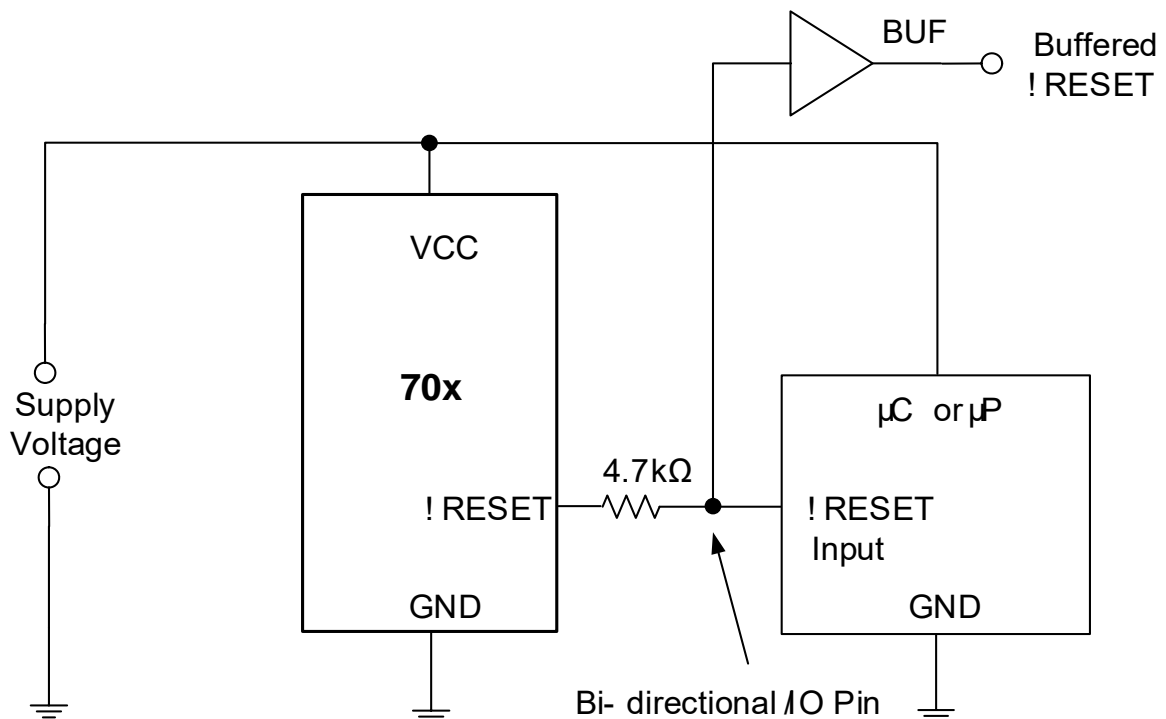 BUF
Buffered
! RESET
VCC
70x
Supply
Voltage
µC or µP
4.7kΩ
! RESET
! RESET
Input
GND
GND
Bi- directional I/O Pin